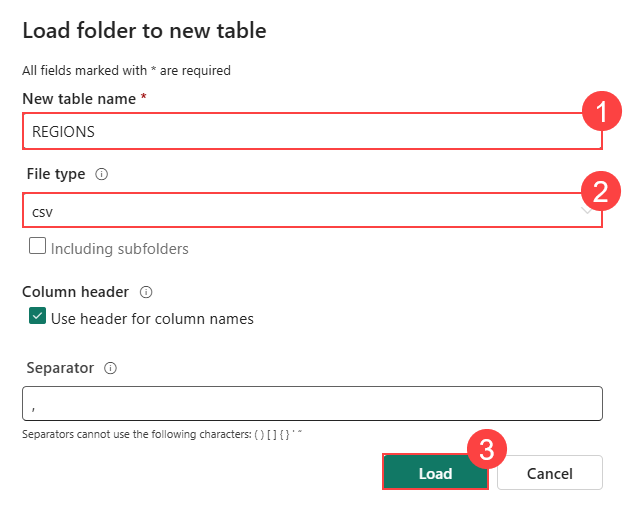 Load folder to new table
All fields marked with * are required
New table name *
1
REGIONS
File type
2
csv
Including subfolders
Column header
Use header for column names
Separator
,
Separators cannot use the following characters: ( ) [ ] { } ' "
3
Load
Cancel